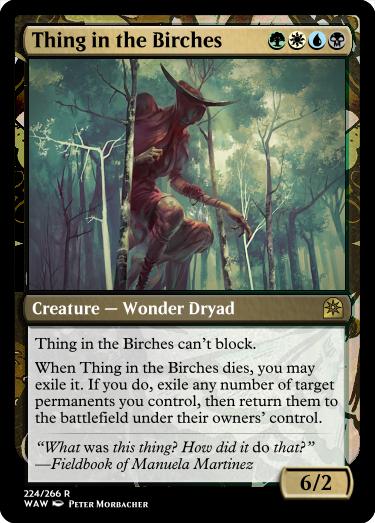 Thing in the Birches
Creature — Wonder Dryad
Thing in the Birches can't block.
When Thing in the Birches dies, you may
exile it. If you do, exile any number of target
permanents you control, then return them to
the battlefield under their owners' control.
"What was this thing? How did it do that?"
—Fieldbook of Manuela Martinez
6/2
224/266 R
WAW Peter Morbacher